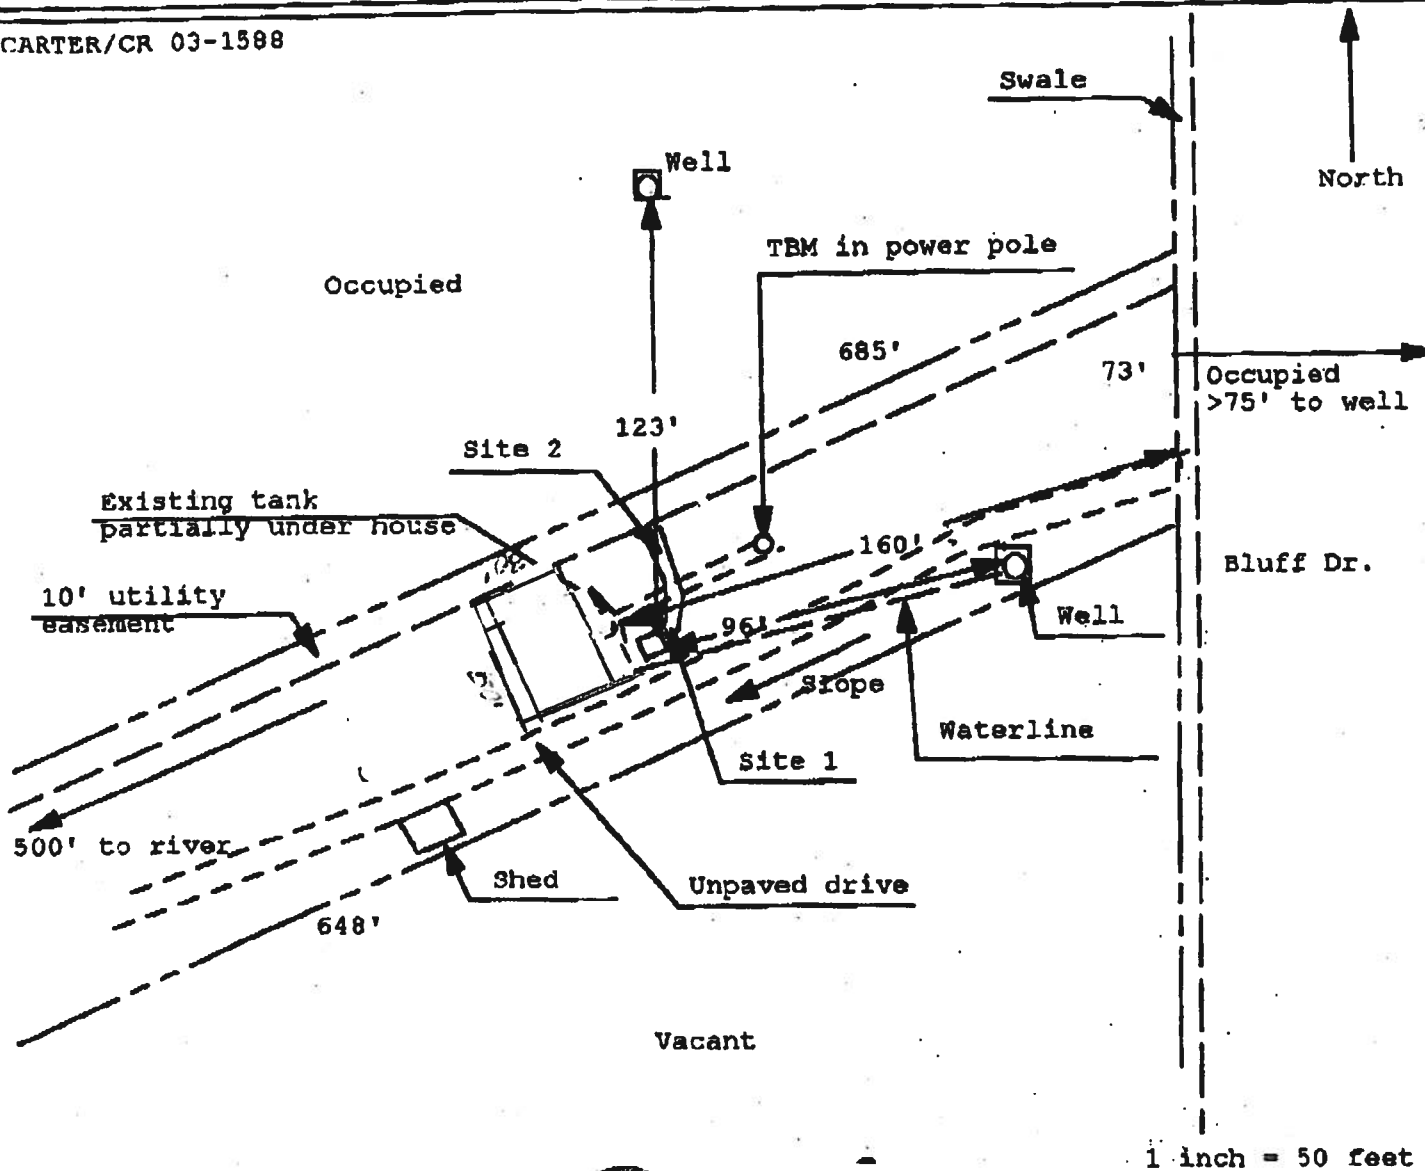 CARTER/CR 03-1588
Swale
North
Well
TBM in power pole
Occupied
685'
73'
Occupied
>75' to well
123'
Site 2
Existing tank
partially under house
160'
Bluff Dr.
10' utility
easement
Well
96'
Slope
Waterline
Site 1
500' to river
Shed
Unpaved drive
648'
Vacant
1 inch = 50 feet